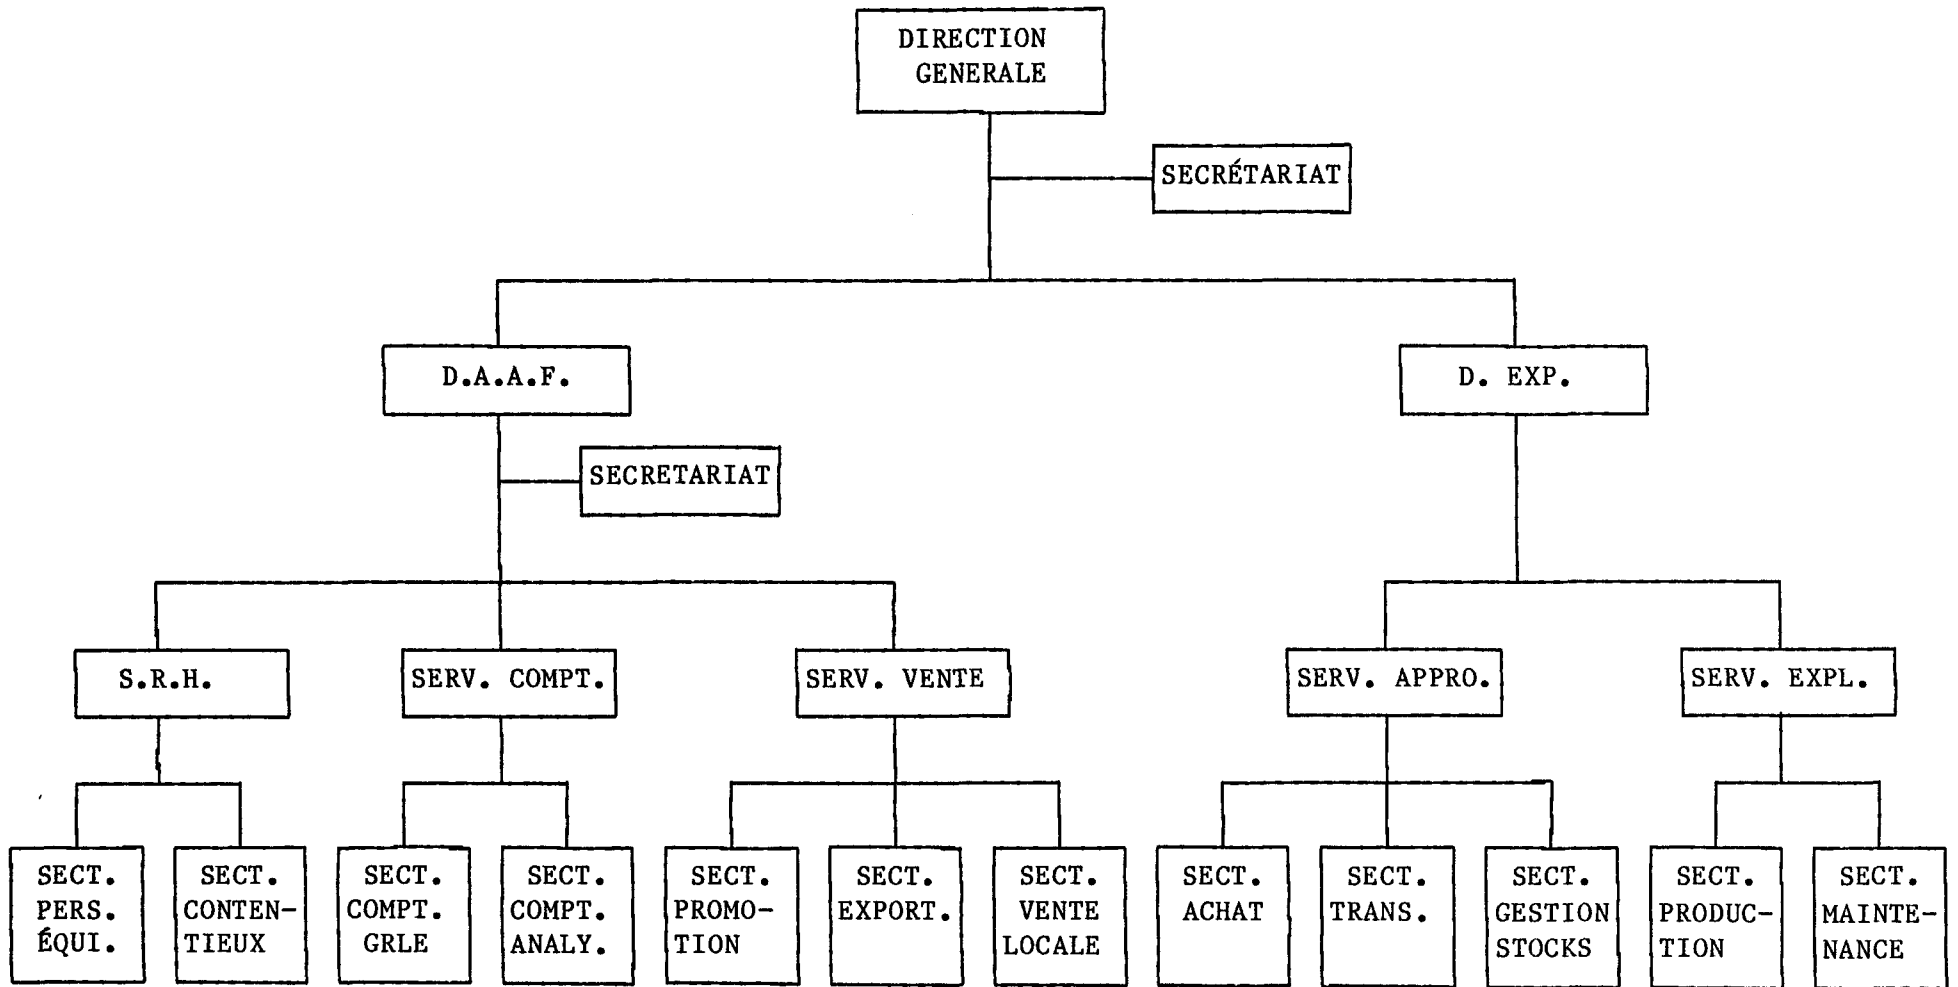 DIRECTION
GENERALE
SECRÉTARIAT
D.A.A.F.
D. EXP.
SECRETARIAT
S.R.H.
SERV. COMPT.
SERV. VENTE
SERV. APPRO.
SERV. EXPL.
SECT.
PERS.
ÉQUI.
SECT.
CONTEN-
TIEUX
SECT.
COMPT.
GRLE
SECT.
COMPT.
ANALY.
SECT.
PROMO-
TION
SECT.
EXPORT.
SECT.
VENTE
LOCALE
SECT.
ACHAT
SECT.
TRANS.
SECT.
GESTION
STOCKS
SECT.
PRODUC-
TION
SECT.
MAINTE-
NANCE